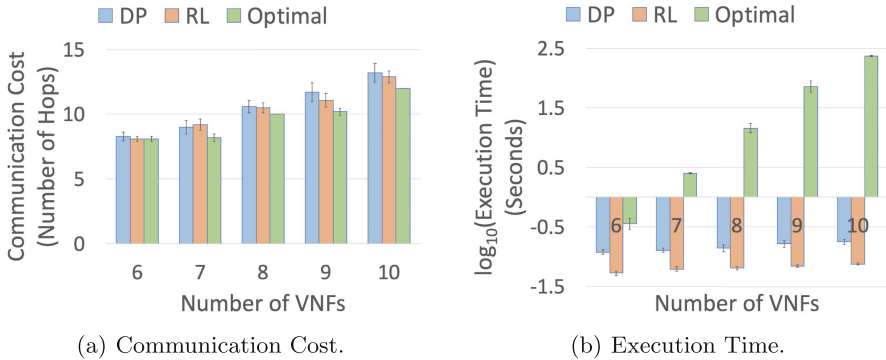 DP RL Optimal
15
10
5
0
Communication Cost
(Number of Hops)
6 7 8 9 10
Number of VNFs
(a) Communication Cost.
DP RL Optimal
2.5
1.5
0.5
-0.5
-1.5
log₁₀(Execution Time)
(Seconds)
6 7 8 9 10
Number of VNFs
(b) Execution Time.